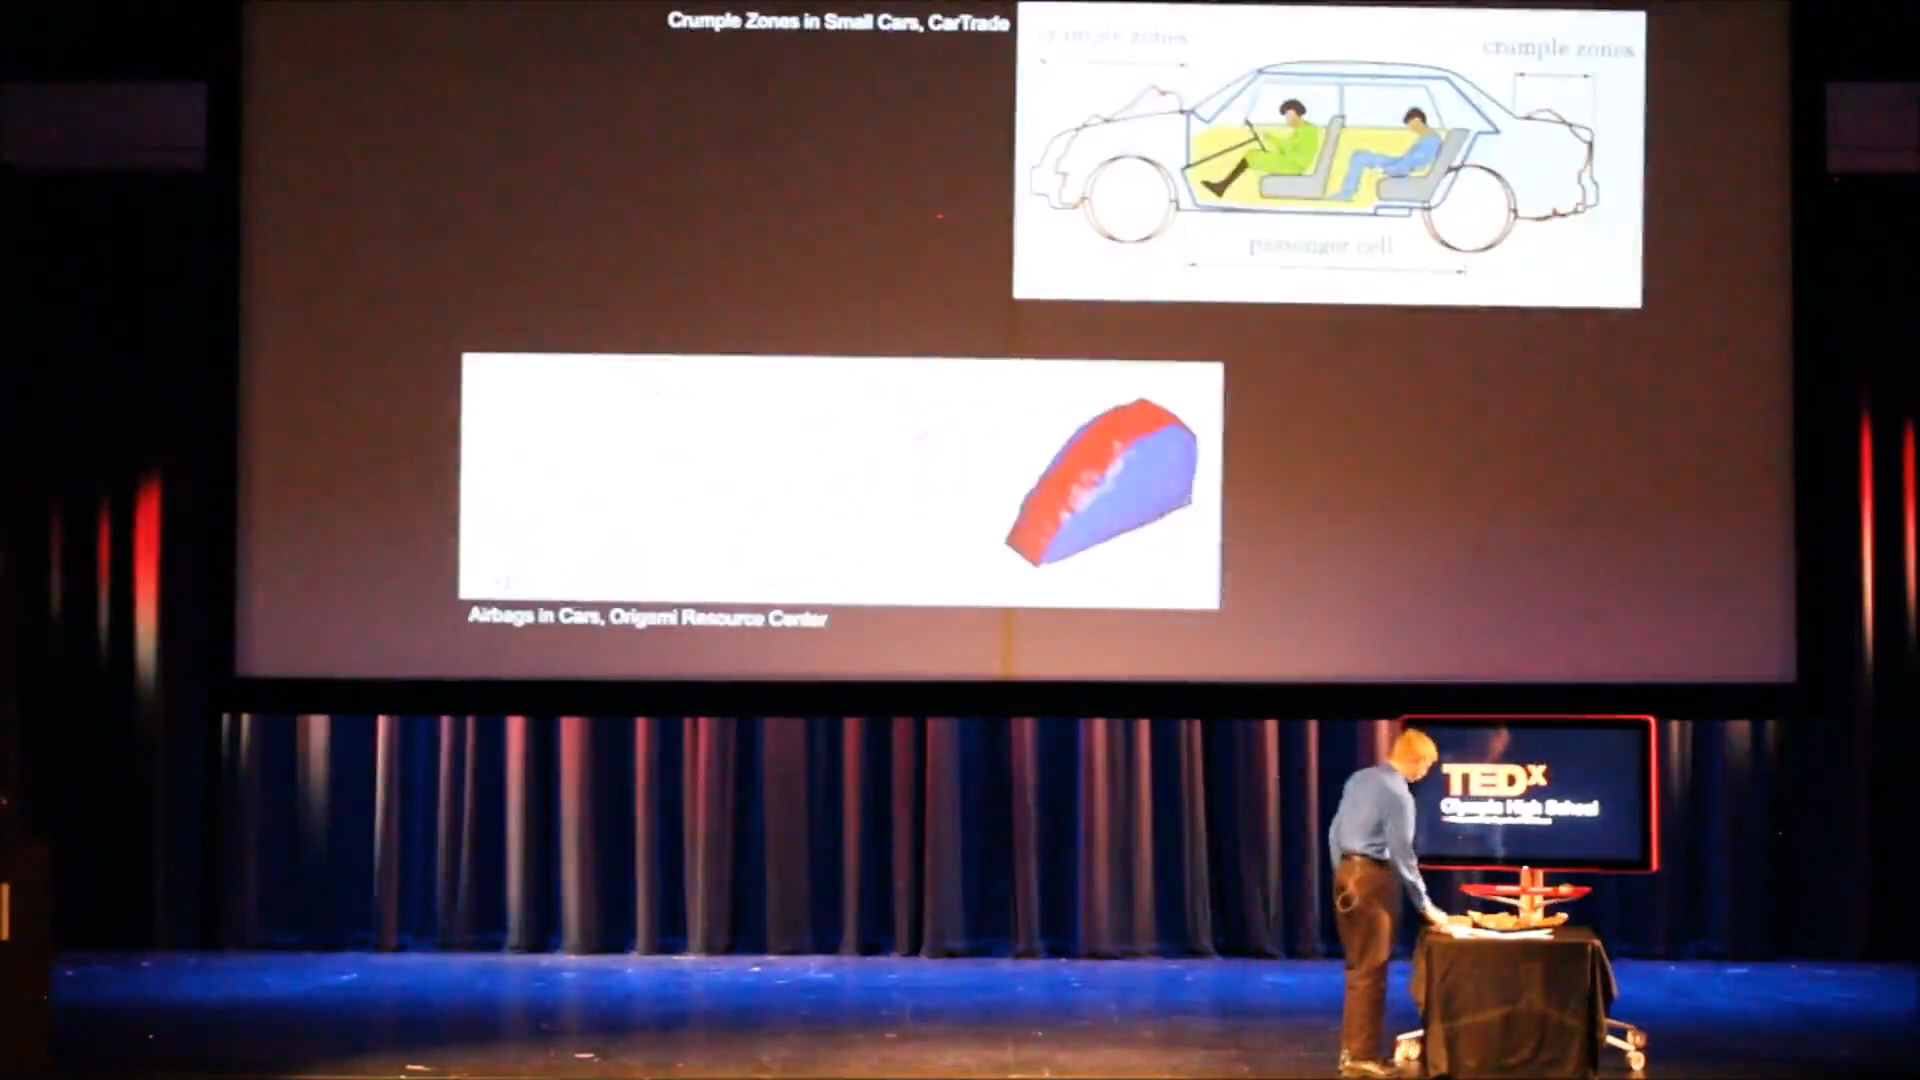 Crumple Zones in Small Cars, CarTrade
crumple zones
crumple zones
passenger cell
Airbags in Cars, Origami Resource Center
TEDx
Olympia High School